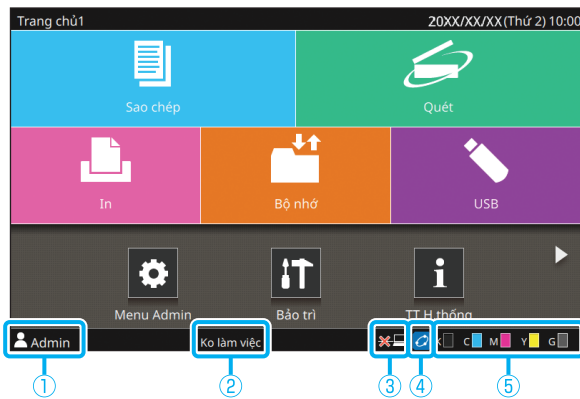 Trang chủ1 20XX/XX/XX(Thứ 2) 10:00
Sao chép Quét
In Bộ nhớ USB
Menu Admin Bảo trì TT H.thống
Admin Ko làm việc K C M Y G
① ② ③ ④ ⑤